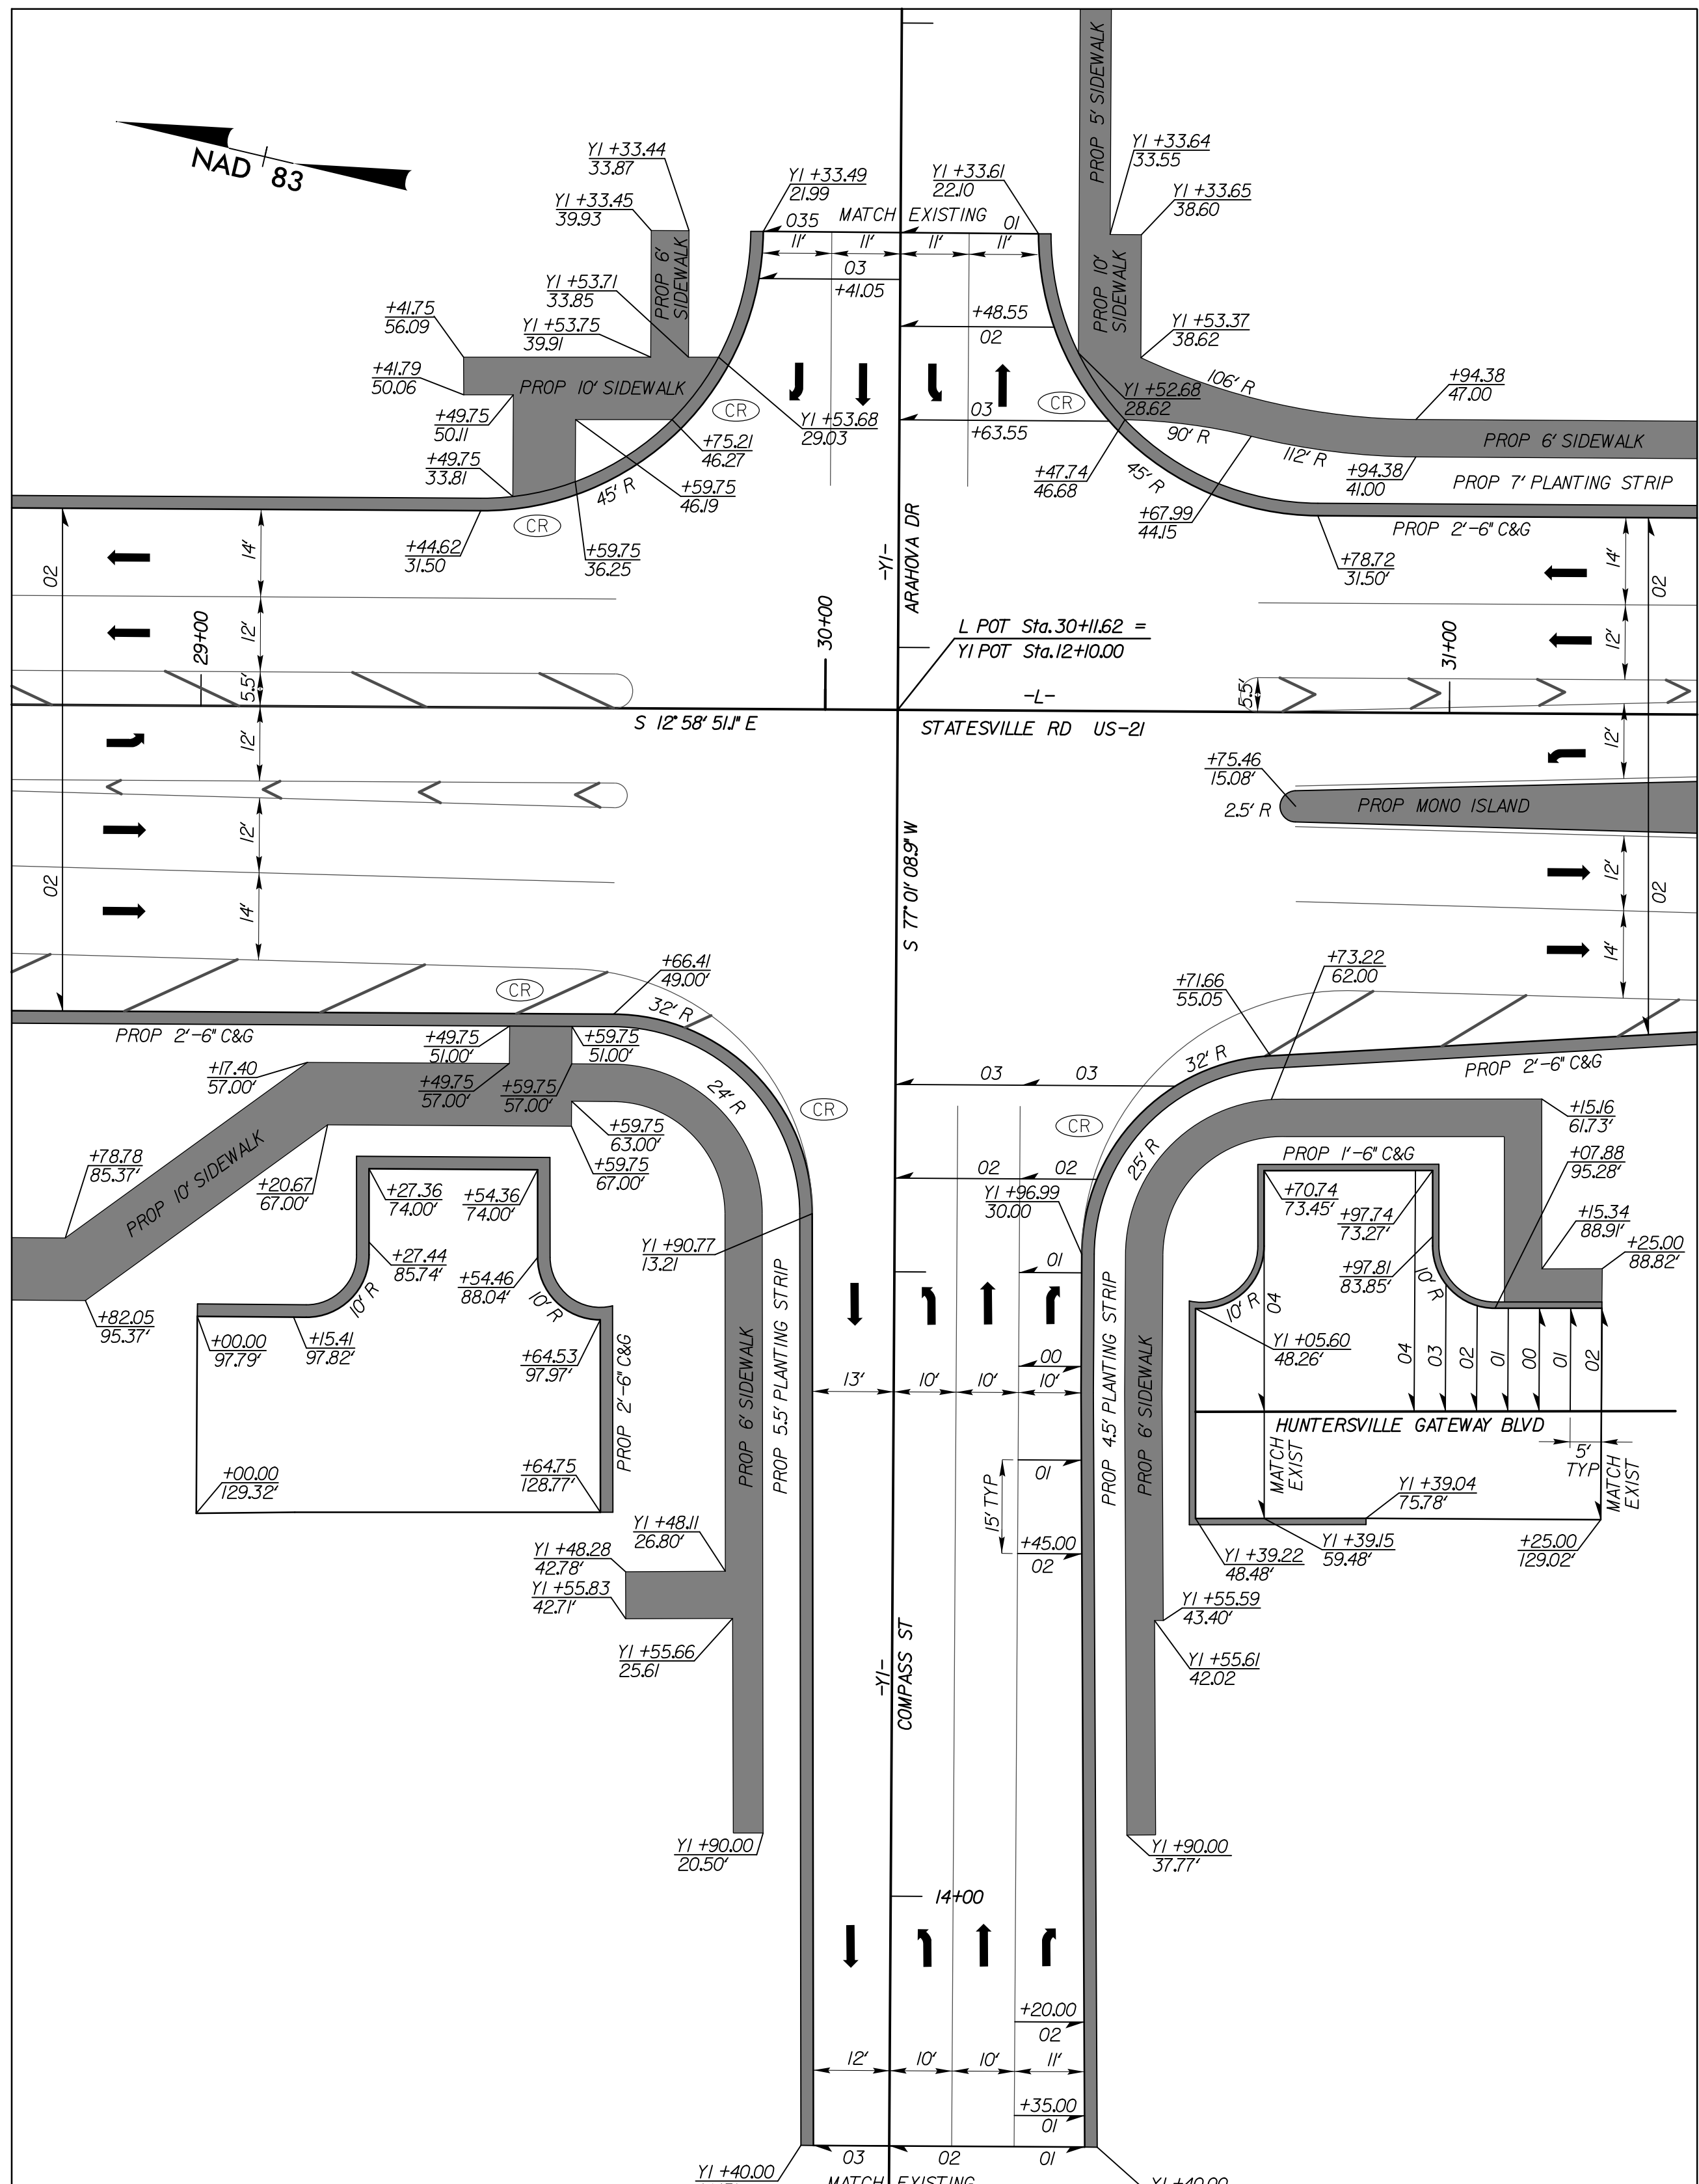 PROP 5' SIDEWALK
NAD 83
Y1 +33.44
33.87
Y1 +33.45
39.93
Y1 +33.49
21.99
Y1 +33.61
22.10
Y1 +33.64
33.55
Y1 +33.65
38.60
MATCH EXISTING
035
01
11'
11'
11'
11'
03
+41.05
PROP 6'
SIDEWALK
PROP 10'
SIDEWALK
Y1 +53.71
33.85
Y1 +53.75
39.91
+41.75
56.09
+41.79
50.06
+49.75
50.11
+49.75
33.81
PROP 10' SIDEWALK
CR
Y1 +53.68
29.03
+75.21
46.27
+59.75
46.19
45' R
CR
+44.62
31.50
+59.75
36.25
+48.55
02
03
+63.55
CR
Y1 +53.37
38.62
Y1 +52.68
28.62
106' R
+94.38
47.00
90' R
112' R
PROP 6' SIDEWALK
+94.38
41.00
PROP 7' PLANTING STRIP
+47.74
46.68
45' R
+67.99
44.15
PROP 2'-6" C&G
+78.72
31.50'
-Y1-
ARAHOVA DR
02
14'
12'
5.5'
29+00
30+00
L POT Sta. 30+11.62 =
Y1 POT Sta. 12+10.00
-L-
31+00
5.5'
14'
12'
02
S 12° 58' 51.1" E
STATESVILLE RD US-21
12'
12'
14'
02
12'
+75.46
15.08'
2.5' R
PROP MONO ISLAND
12'
14'
02
S 77° 01' 08.9" W
CR
+66.41
49.00'
32' R
PROP 2'-6" C&G
+49.75
51.00'
+59.75
51.00'
+17.40
57.00'
+49.75
57.00'
+59.75
57.00'
24' R
CR
+59.75
63.00'
+59.75
67.00'
+78.78
85.37'
PROP 10' SIDEWALK
+20.67
67.00'
+27.36
74.00'
+54.36
74.00'
+27.44
85.74'
+54.46
88.04'
10' R
10' R
+82.05
95.37'
+00.00
97.79'
+15.41
97.82'
+64.53
97.97'
PROP 2'-6" C&G
+00.00
129.32'
+64.75
128.77'
Y1 +90.77
13.21
PROP 6' SIDEWALK
PROP 5.5' PLANTING STRIP
+71.66
55.05
+73.22
62.00
32' R
PROP 2'-6" C&G
03
03
CR
25' R
02
02
Y1 +96.99
30.00
01
PROP 1'-6" C&G
+15.16
61.73'
+07.88
95.28'
+70.74
73.45'
+97.74
73.27'
+15.34
88.91'
+97.81
83.85'
+25.00
88.82'
10' R
10' R
Y1 +05.60
48.26'
04
04
03
02
01
00
01
02
HUNTERSVILLE GATEWAY BLVD
MATCH
EXIST
5'
TYP
MATCH
EXIST
00
13'
10'
10'
10'
PROP 4.5' PLANTING STRIP
PROP 6' SIDEWALK
01
15' TYP
+45.00
02
Y1 +39.04
75.78'
Y1 +39.22
48.48'
Y1 +39.15
59.48'
+25.00
129.02'
Y1 +48.11
26.80'
Y1 +48.28
42.78'
Y1 +55.83
42.71'
Y1 +55.66
25.61
Y1 +55.59
43.40'
Y1 +55.61
42.02
-Y1-
COMPASS ST
Y1 +90.00
20.50'
Y1 +90.00
37.77'
14+00
+20.00
02
12'
10'
10'
11'
+35.00
01
03
02
01
Y1 +40.00
MATCH EXISTING
Y1 +40.00